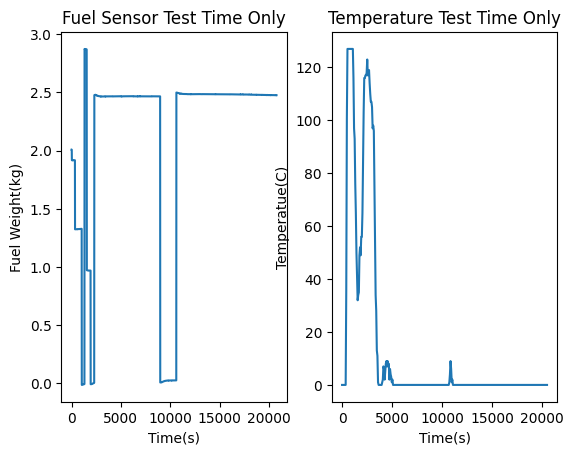 Fuel Sensor Test Time Only
3.0
2.5
2.0
1.5
1.0
0.5
0.0
Fuel Weight(kg)
0 5000 10000 15000 20000
Time(s)
Temperature Test Time Only
120
100
80
60
40
20
0
Temperatue(C)
0 5000 10000 15000 20000
Time(s)